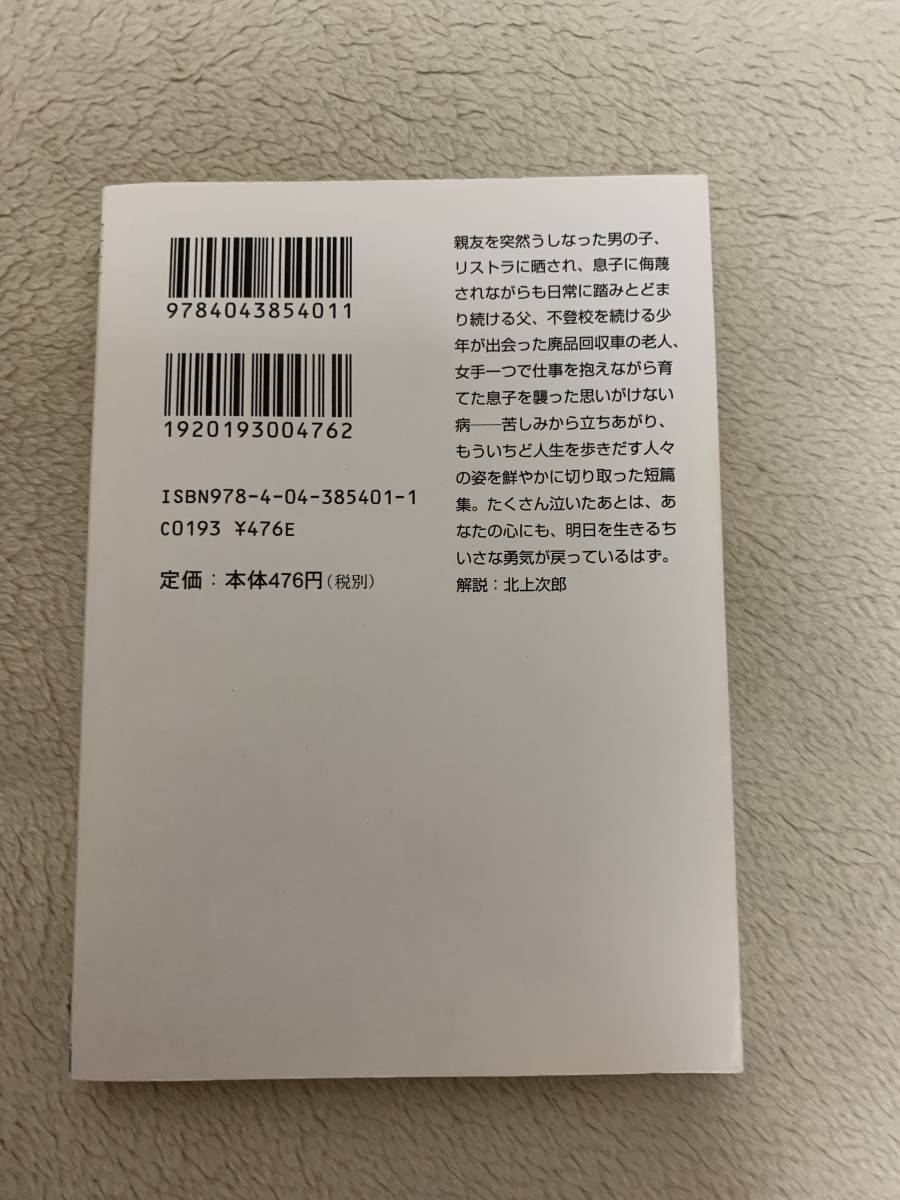 9784043854011
1920193004762
ISBN978-4-04-385401-1
C0193 ¥476E
定価：本体476円（税別）
親友を突然うしなった男の子、
リストラに晒され、息子に侮蔑
されながらも日常に踏みとどま
り続ける父、不登校を続ける少
年が出会った廃品回収車の老人、
女手一つで仕事を抱えながら育
てた息子を襲った思いがけない
病――苦しみから立ちあがり、
もういちど人生を歩きだす人々
の姿を鮮やかに切り取った短篇
集。たくさん泣いたあとは、あ
なたの心にも、明日を生きるち
いさな勇気が戻っているはず。
解説：北上次郎